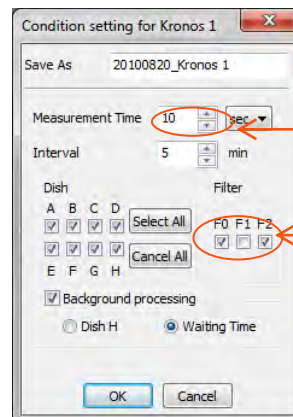 Condition setting for Kronos 1
Save As 20100820_Kronos 1
Measurement Time 10 sec
Interval 5 min
Dish Filter
A B C D
Select All F0 F1 F2
Cancel All
E F G H
Background processing
Dish H Waiting Time
OK Cancel